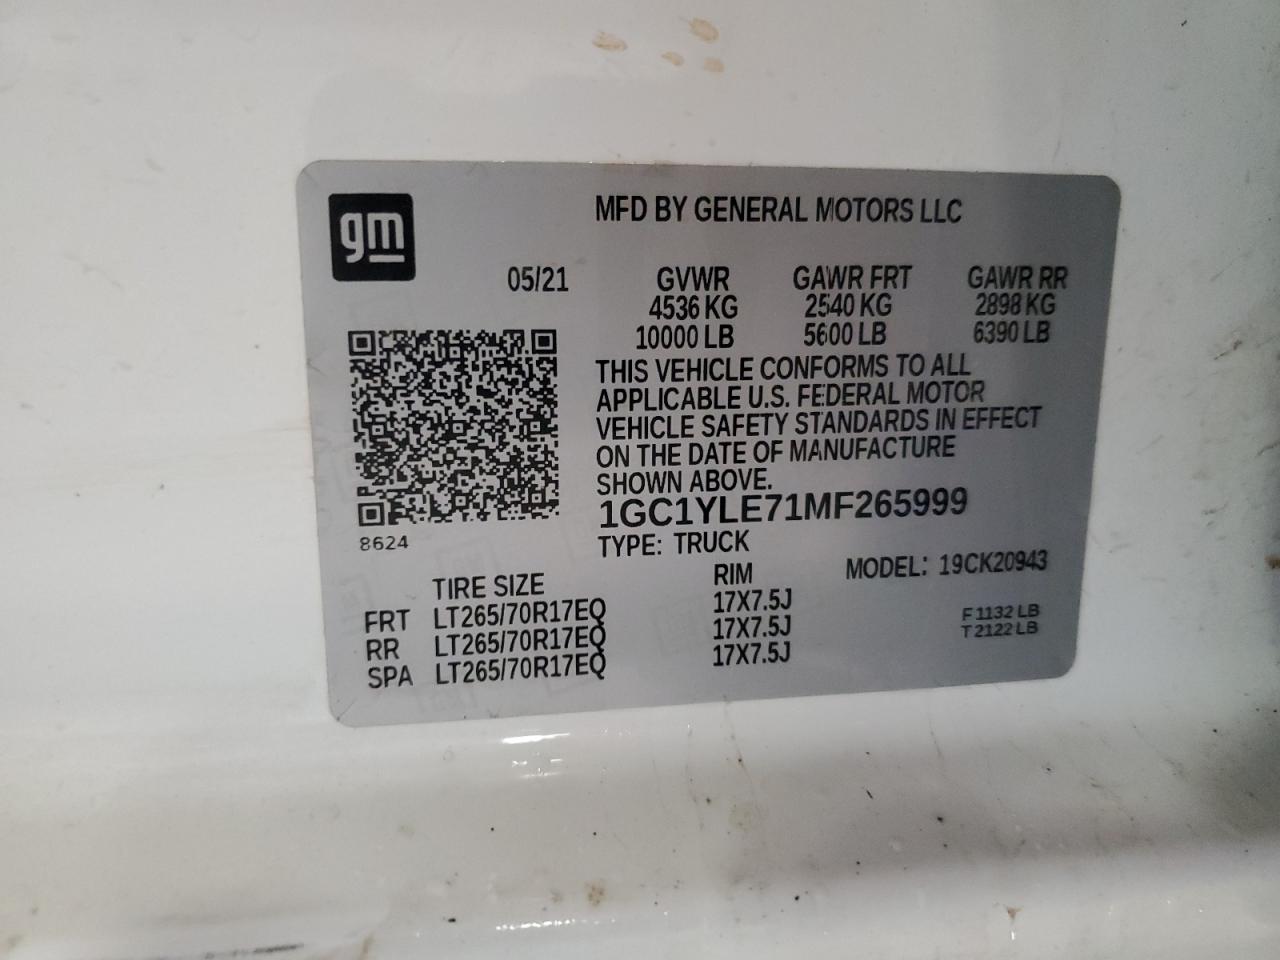 gm
MFD BY GENERAL MOTORS LLC
05/21 GVWR GAWR FRT GAWR RR
4536 KG 2540 KG 2898 KG
10000 LB 5600 LB 6390 LB
THIS VEHICLE CONFORMS TO ALL
APPLICABLE U.S. FEDERAL MOTOR
VEHICLE SAFETY STANDARDS IN EFFECT
ON THE DATE OF MANUFACTURE
SHOWN ABOVE.
1GC1YLE71MF265999
8624
TYPE: TRUCK
MODEL: 19CK20943
TIRE SIZE RIM
FRT LT265/70R17EQ 17X7.5J
RR LT265/70R17EQ 17X7.5J
SPA LT265/70R17EQ 17X7.5J
F1132 LB
T2122 LB